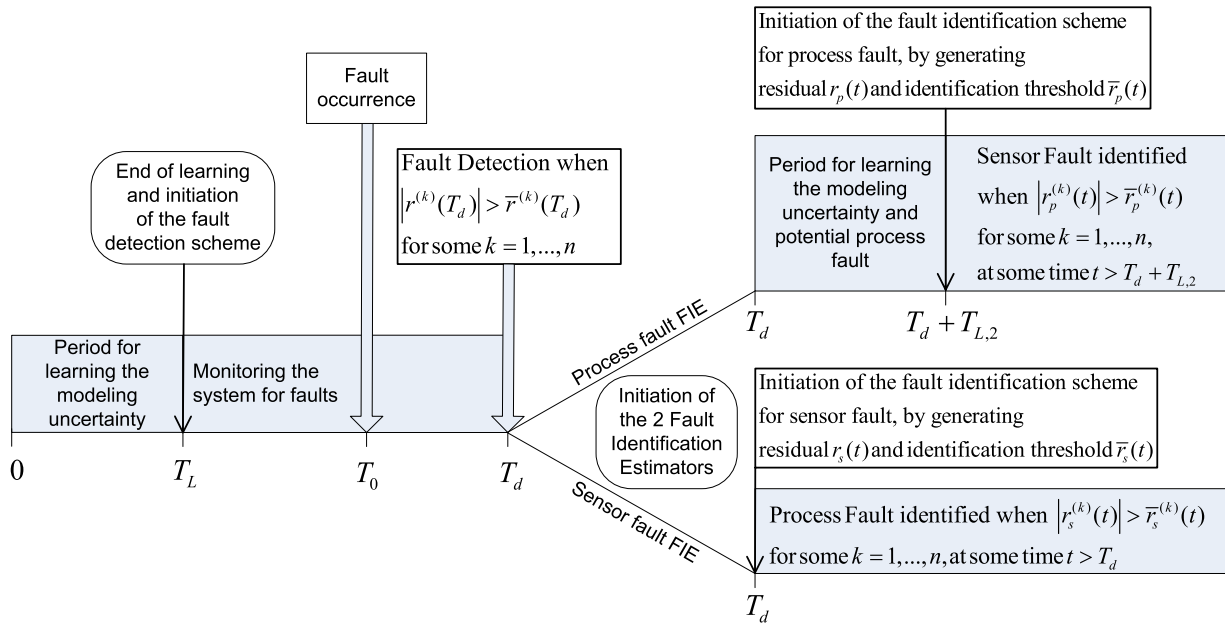 Initiation of the fault identification scheme
for process fault, by generating
residual r_p(t) and identification threshold r̅_p(t)
Fault
occurrence
End of learning
and initiation
of the fault
detection scheme
Fault Detection when
|r^(k)(T_d)| > r̅^(k)(T_d)
for some k = 1,...,n
Period for learning
the modeling
uncertainty and
potential process
fault
Sensor Fault identified
when |r_p^(k)(t)| > r̅_p^(k)(t)
for some k = 1,...,n,
at some time t > T_d + T_L,2
T_d
T_d + T_L,2
Process fault FIE
Period for
learning the
modeling
uncertainty
Monitoring the
system for faults
0
T_L
T_0
T_d
Initiation of
the 2 Fault
Identification
Estimators
Sensor fault FIE
Initiation of the fault identification scheme
for sensor fault, by generating
residual r_s(t) and identification threshold r̅_s(t)
Process Fault identified when |r_s^(k)(t)| > r̅_s^(k)(t)
for some k = 1,...,n, at some time t > T_d
T_d